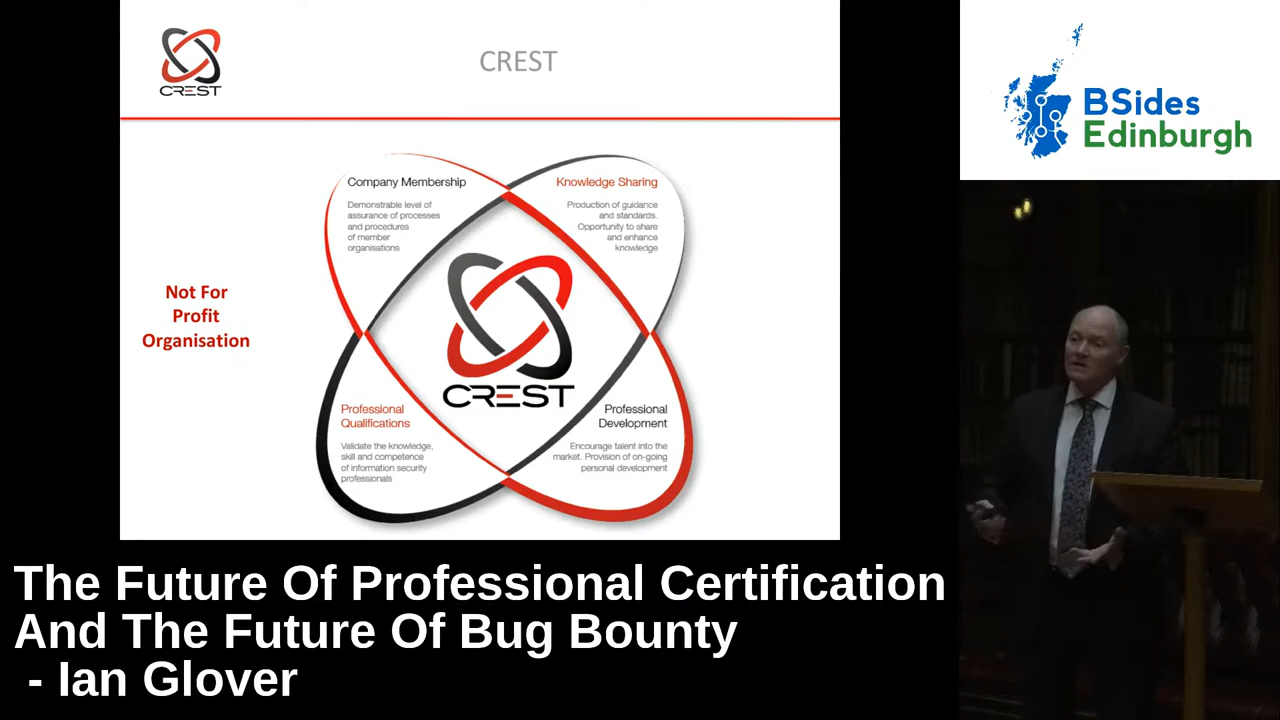 CREST
CREST
BSides
Edinburgh
Company Membership
Demonstrable level of
assurance of processes
and procedures
of member
organisations
Knowledge Sharing
Production of guidance
and standards.
Opportunity to share
and enhance
knowledge
Not For
Profit
Organisation
CREST
Professional
Qualifications
Validate the knowledge,
skill and competence
of information security
professionals
Professional
Development
Encourage talent into the
market. Provision of on-going
personal development
The Future Of Professional Certification
And The Future Of Bug Bounty
- Ian Glover